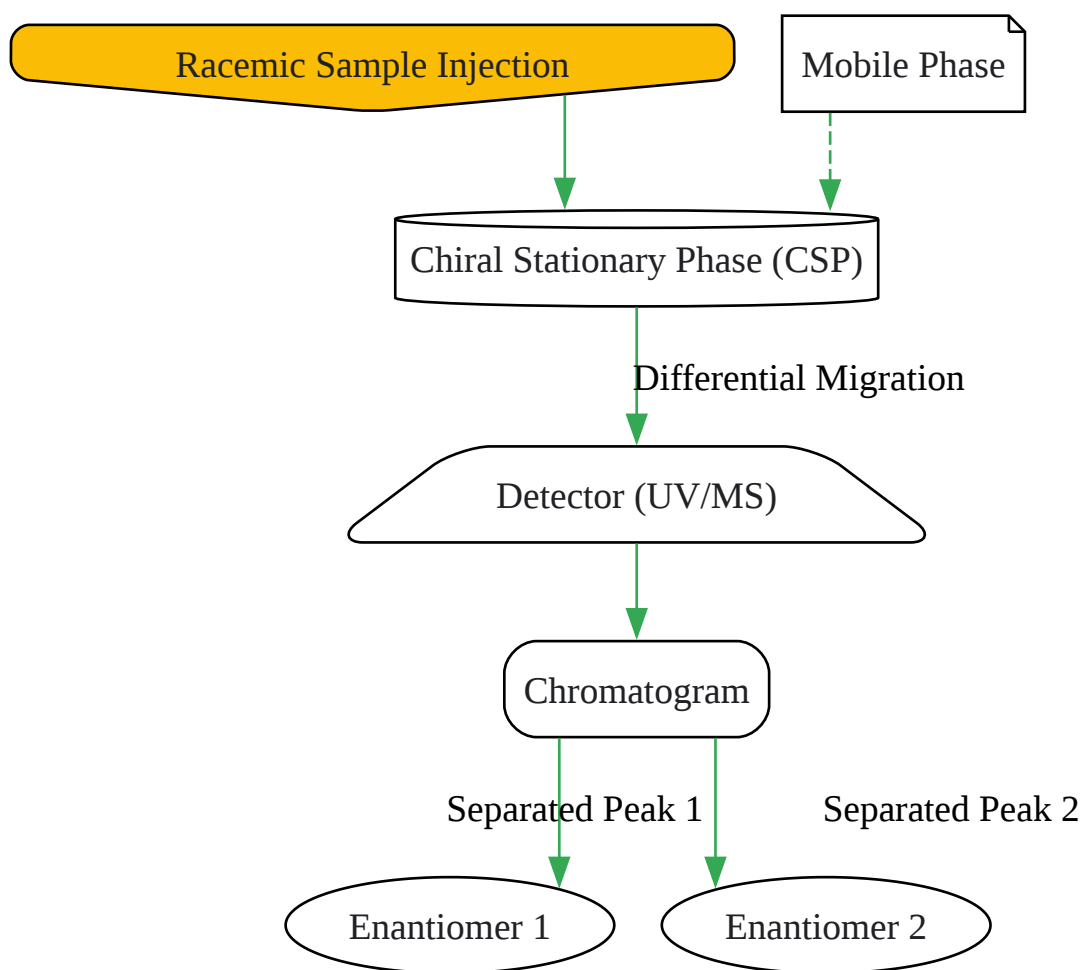 Racemic Sample Injection
Mobile Phase
Chiral Stationary Phase (CSP)
Differential Migration
Detector (UV/MS)
Chromatogram
Separated Peak 1
Separated Peak 2
Enantiomer 1
Enantiomer 2